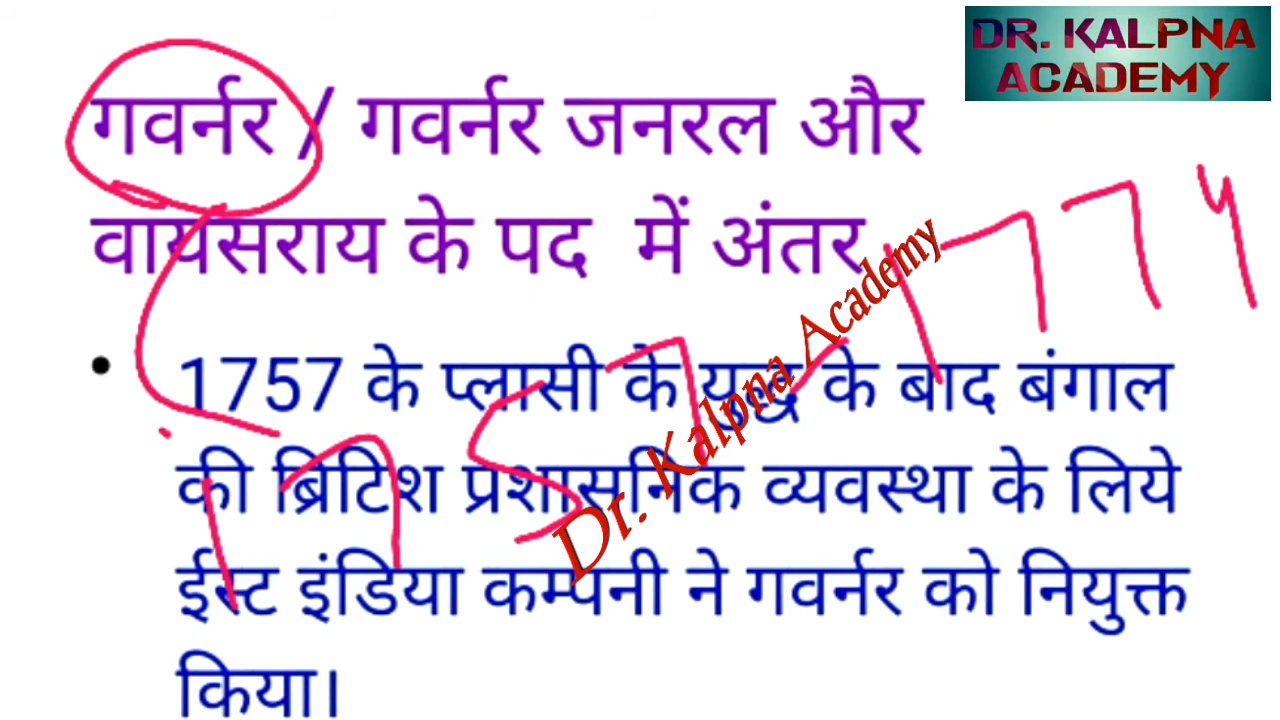 DR. KALPNA
ACADEMY
गवर्नर / गवर्नर जनरल और
वायसराय के पद में अंतर
• 1757 के प्लासी के युद्ध के बाद बंगाल
की ब्रिटिश प्रशासनिक व्यवस्था के लिये
ईस्ट इंडिया कम्पनी ने गवर्नर को नियुक्त
किया।
1757-1774
Dr. Kalpna Academy